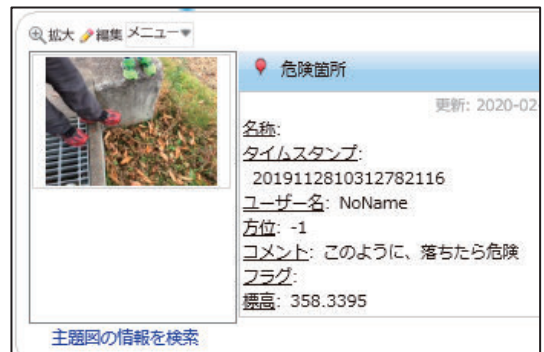 拡大 編集 メニュー▼
危険箇所
更新: 2020-02
名称:
タイムスタンプ:
2019112810312782116
ユーザー名: NoName
方位: -1
コメント: このように、落ちたら危険
フラグ:
標高: 358.3395
主題図の情報を検索